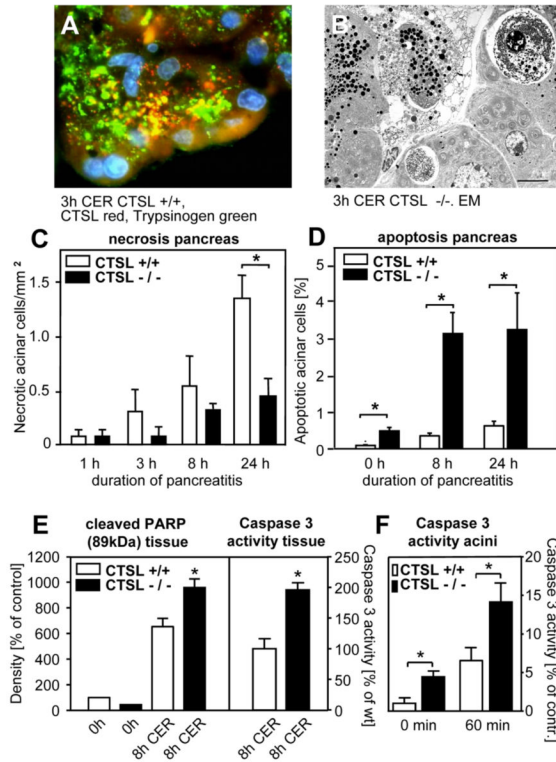 A
B
3h CER CTSL +/+,
CTSL red, Trypsinogen green
3h CER CTSL -/-. EM
C
necrosis pancreas
CTSL +/+
CTSL - / -
Necrotic acinar cells/mm²
1.5
1.0
0.5
0
*
1 h 3 h 8 h 24 h
duration of pancreatitis
D
apoptosis pancreas
CTSL +/+
CTSL - / -
Apoptotic acinar cells [%]
5
4
3
2
1
0
* * *
0 h 8 h 24 h
duration of pancreatitis
E
cleaved PARP
(89kDa) tissue
Caspase 3
activity tissue
CTSL +/+
CTSL - / -
Density [% of control]
1200
1000
800
600
400
200
0
* *
0h 0h 8h CER 8h CER 8h CER 8h CER
250
200
150
100
50
0
Caspase 3
activity [% of wt]
F
Caspase 3
activity acini
CTSL +/+
CTSL - / -
* *
0 min 60 min
20
15
10
5
0
Caspase 3
activity [% of contr.]